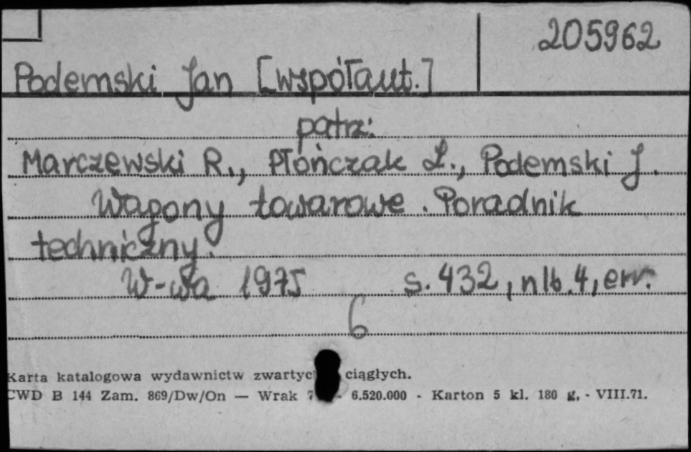 205962
Podemski Jan [współaut.]
patrz:
Marczewski R., Płończak Z., Podemski J.
Wagony towarowe. Poradnik
techniczny.
W-wa 1975 s. 432, nlb. 4, err.
6
Karta katalogowa wydawnictw zwartyc ciągłych.
CWD B 144 Zam. 869/Dw/On — Wrak 7 6.520.000 - Karton 5 kl. 180 g. - VIII.71.